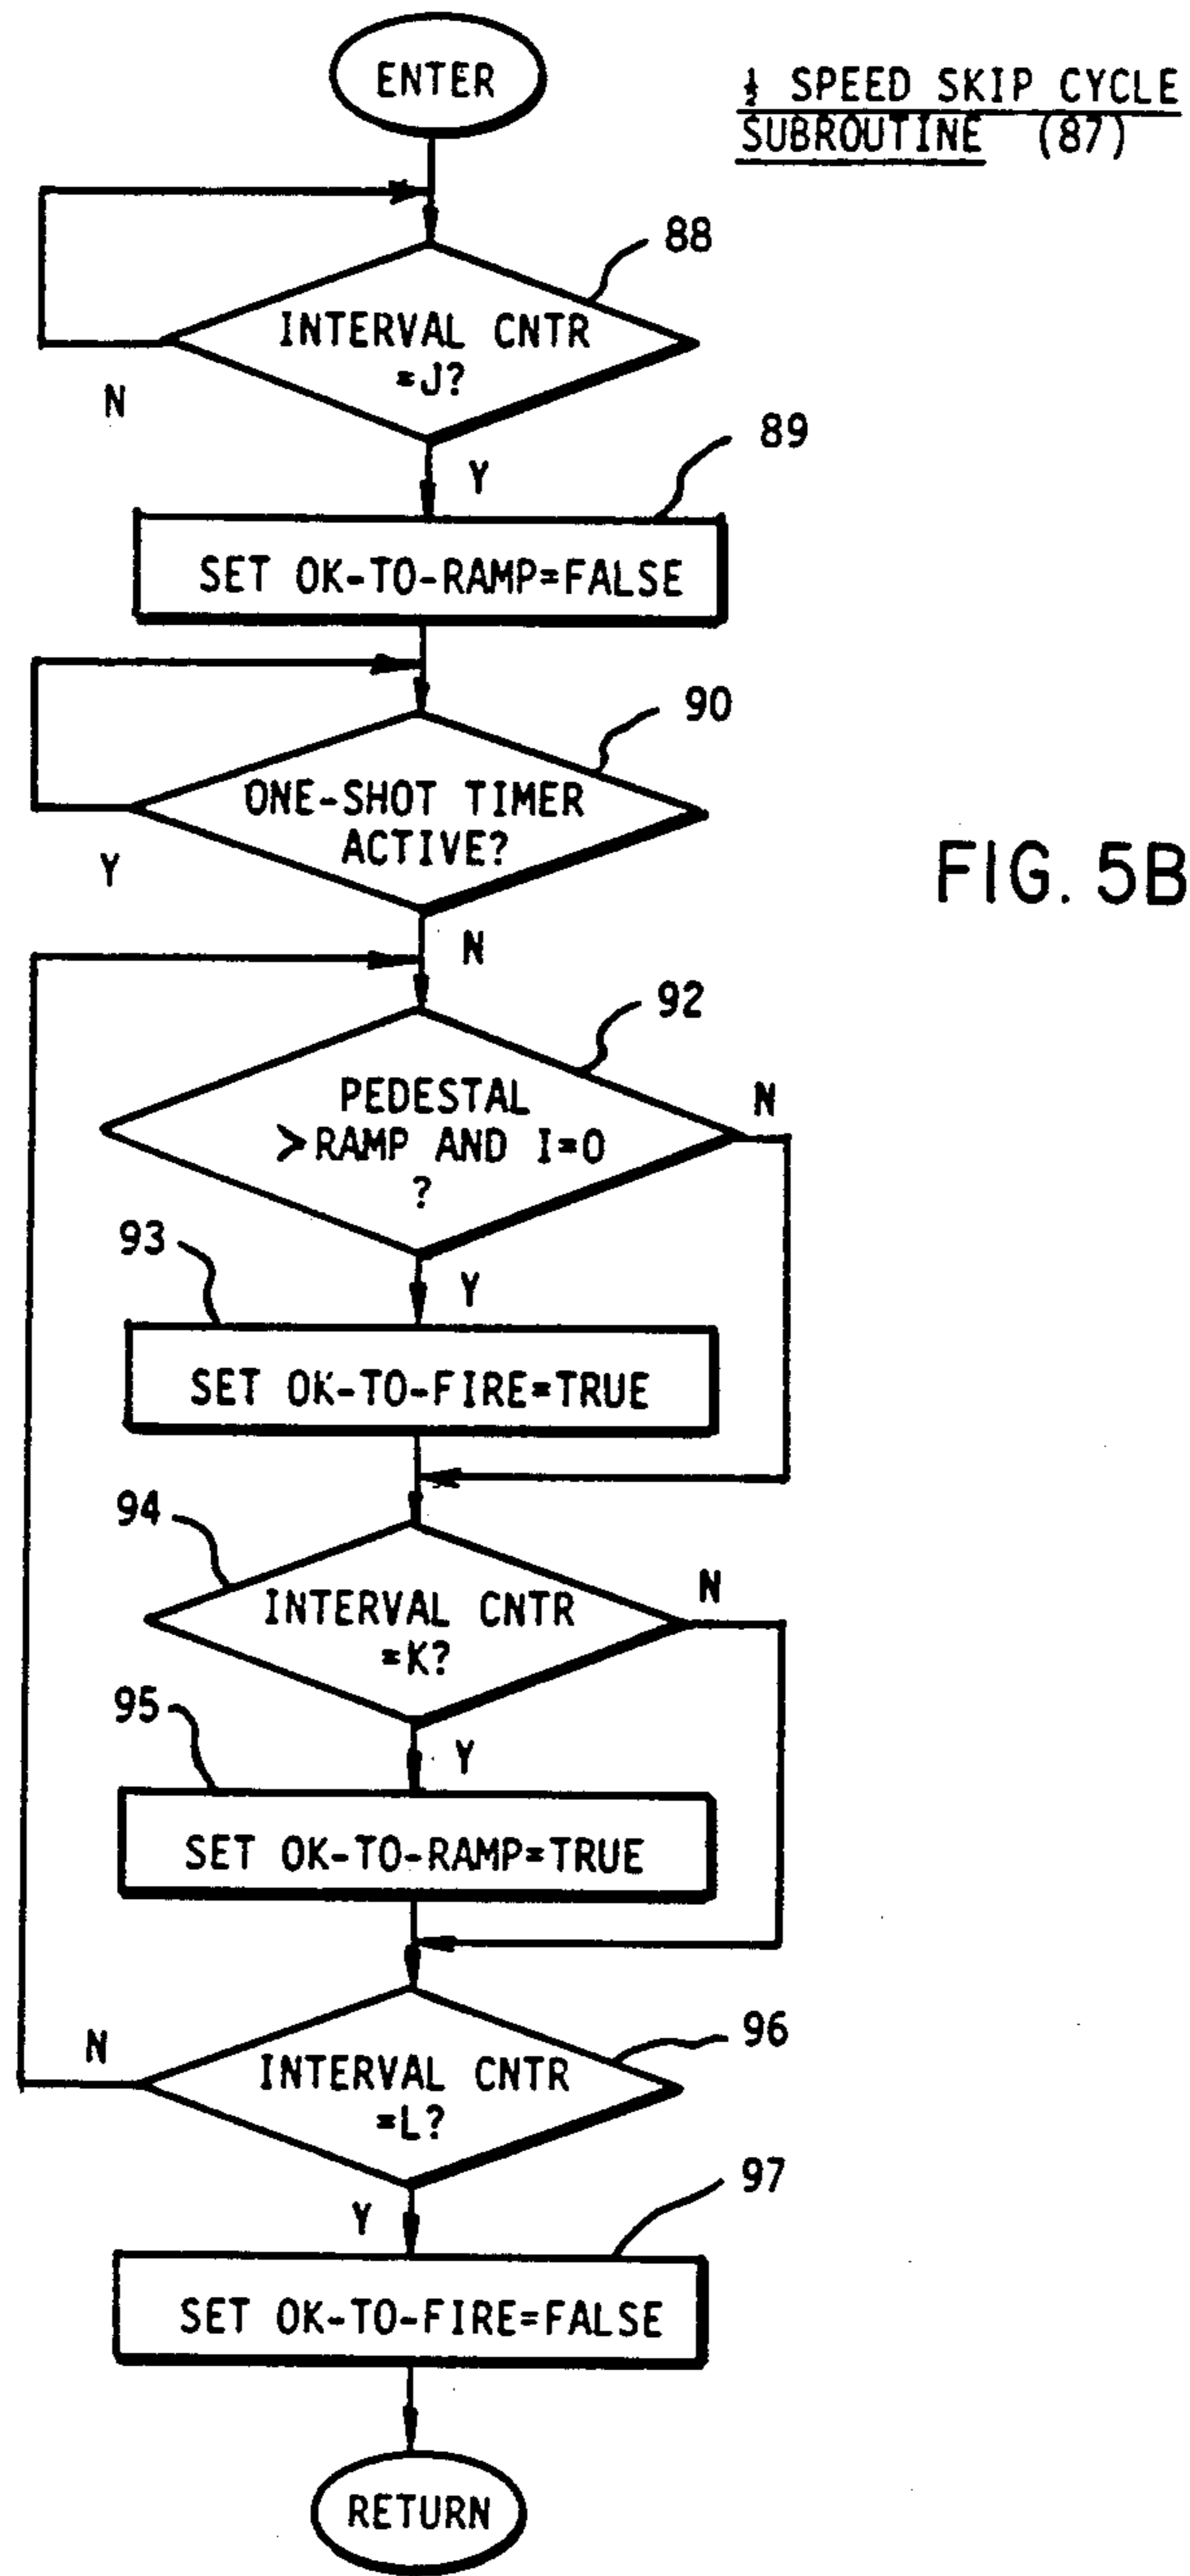 ENTER
½ SPEED SKIP CYCLE
SUBROUTINE (87)
88
INTERVAL CNTR
=J?
N
Y
89
SET OK-TO-RAMP=FALSE
90
ONE-SHOT TIMER
ACTIVE?
Y
N
FIG. 5B
92
PEDESTAL
>RAMP AND I=0
?
N
93
Y
SET OK-TO-FIRE=TRUE
94
INTERVAL CNTR
=K?
N
95
Y
SET OK-TO-RAMP=TRUE
96
N
INTERVAL CNTR
=L?
97
Y
SET OK-TO-FIRE=FALSE
RETURN